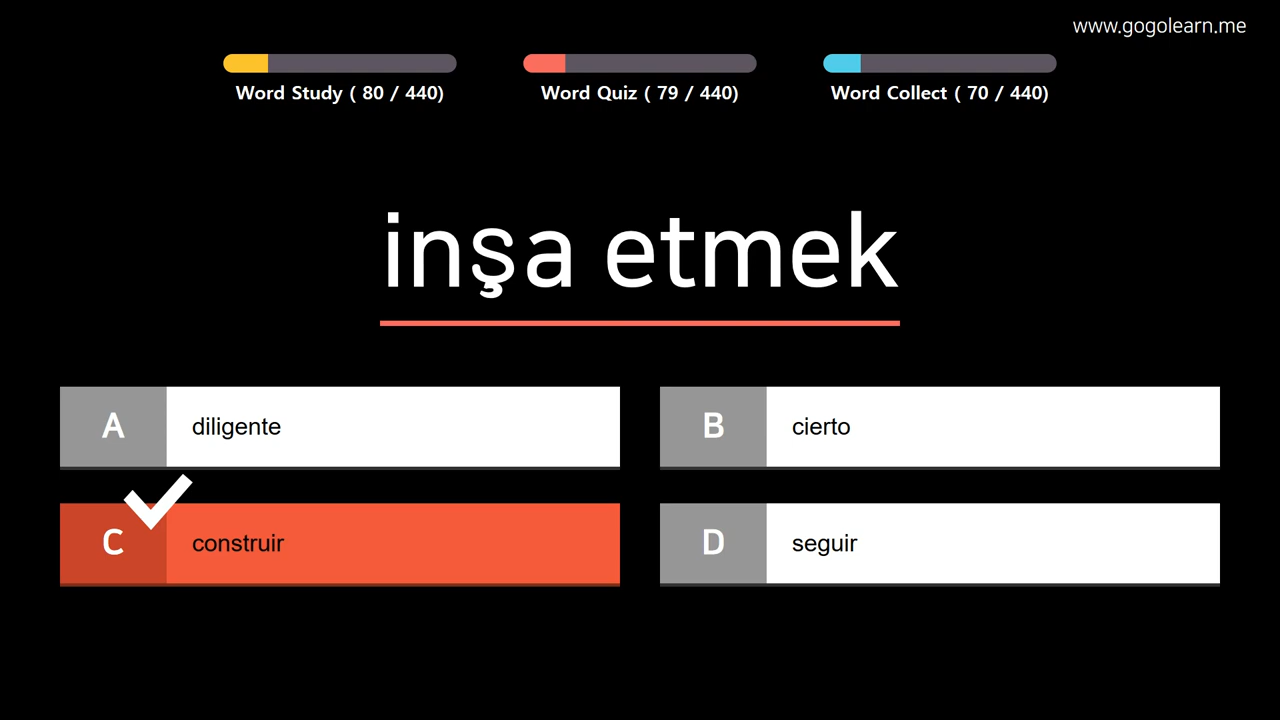 www.gogolearn.me
Word Study ( 80 / 440)
Word Quiz ( 79 / 440)
Word Collect ( 70 / 440)
inşa etmek
A diligente
B cierto
C construir
D seguir